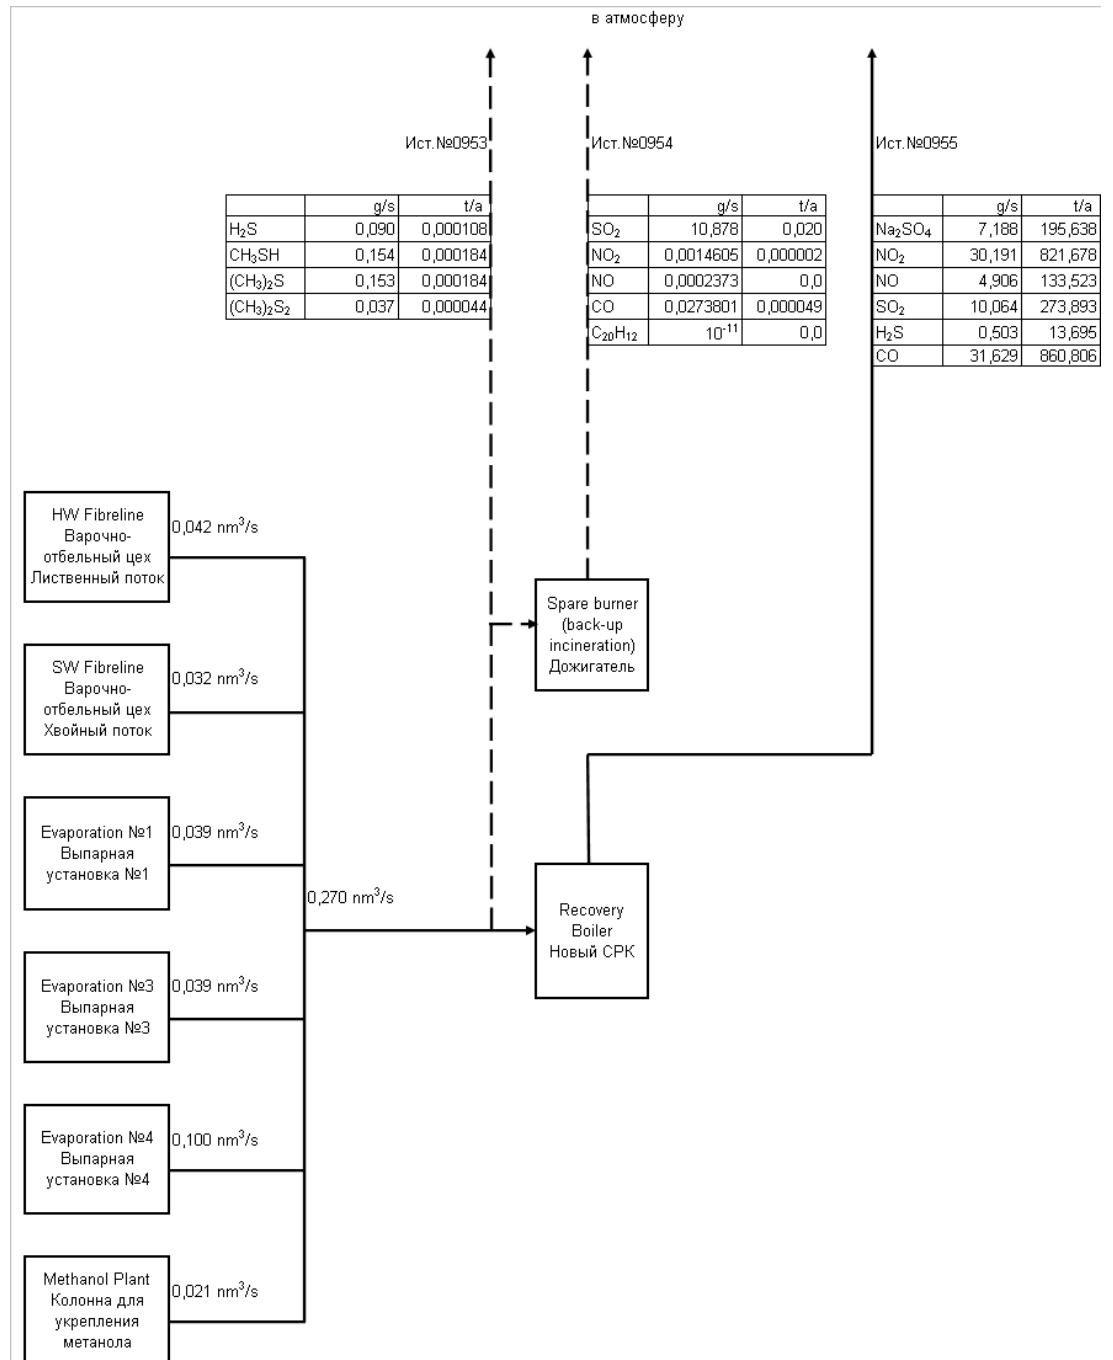 в атмосферу
Ист.№0953
Ист.№0954
Ист.№0955
g/s t/a
H₂S 0,090 0,000108
CH₃SH 0,154 0,000184
(CH₃)₂S 0,153 0,000184
(CH₃)₂S₂ 0,037 0,000044
g/s t/a
SO₂ 10,878 0,020
NO₂ 0,0014605 0,000002
NO 0,0002373 0,0
CO 0,0273801 0,000049
C₂₀H₁₂ 10⁻¹¹ 0,0
g/s t/a
Na₂SO₄ 7,188 195,638
NO₂ 30,191 821,678
NO 4,906 133,523
SO₂ 10,064 273,893
H₂S 0,503 13,695
CO 31,629 860,806
HW Fibreline
Варочно-
отбельный цех
Лиственный поток
0,042 nm³/s
SW Fibreline
Варочно-
отбельный цех
Хвойный поток
0,032 nm³/s
Evaporation №1
Выпарная
установка №1
0,039 nm³/s
Evaporation №3
Выпарная
установка №3
0,039 nm³/s
Evaporation №4
Выпарная
установка №4
0,100 nm³/s
Methanol Plant
Колонна для
укрепления
метанола
0,021 nm³/s
0,270 nm³/s
Spare burner
(back-up
incineration)
Дожигатель
Recovery
Boiler
Новый СРК